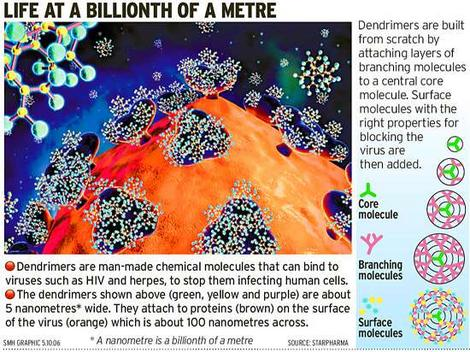 LIFE AT A BILLIONTH OF A METRE
Dendrimers are built
from scratch by
attaching layers of
branching molecules
to a central core
molecule. Surface
molecules with the
right properties for
blocking the
virus are
then added.
Core
molecule
Branching
molecules
Surface
molecules
Dendrimers are man-made chemical molecules that can bind to
viruses such as HIV and herpes, to stop them infecting human cells.
The dendrimers shown above (green, yellow and purple) are about
5 nanometres* wide. They attach to proteins (brown) on the surface
of the virus (orange) which is about 100 nanometres across.
SMH GRAPHIC 5.10.06
* A nanometre is a billionth of a metre
SOURCE: STARPHARMA